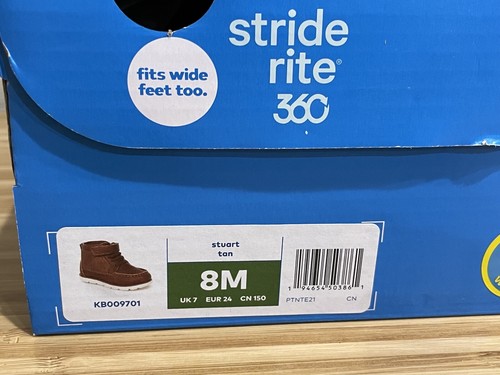 stride
rite®
360
fits wide
feet too.
stuart
tan
8M
UK 7 EUR 24 CN 150
KB009701
1 94654 50386 1
PTNTE21 CN